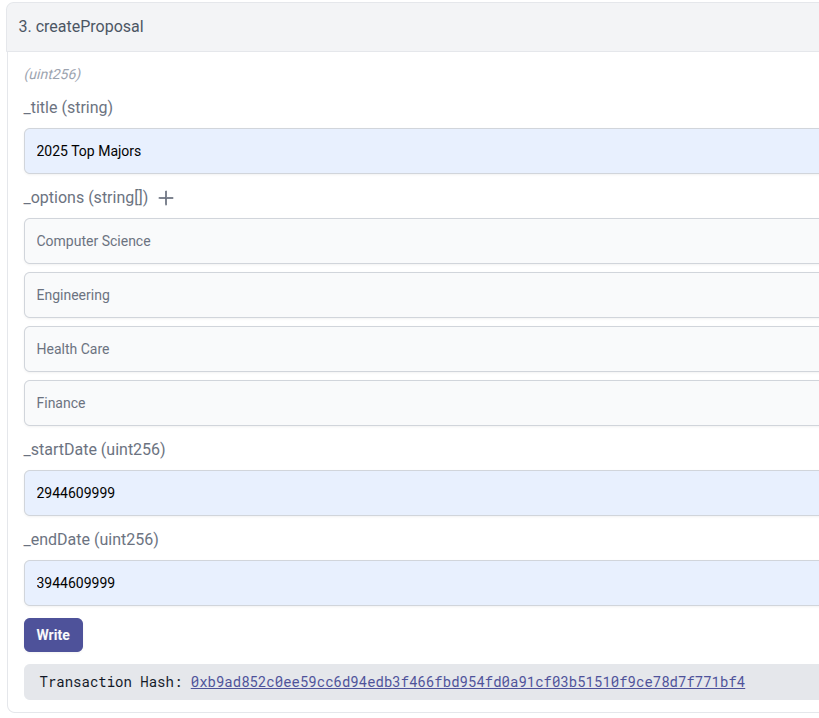 3. createProposal
(uint256)
_title (string)
2025 Top Majors
_options (string[]) +
Computer Science
Engineering
Health Care
Finance
_startDate (uint256)
2944609999
_endDate (uint256)
3944609999
Write
Transaction Hash: 0xb9ad852c0ee59cc6d94edb3f466fbd954fd0a91cf03b51510f9ce78d7f771bf4